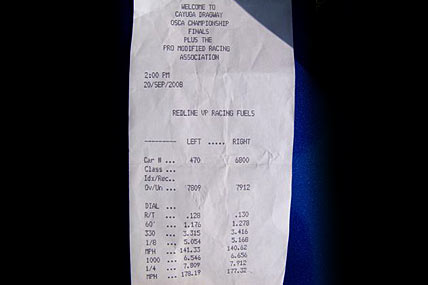 WELCOME TO
CAYUGA DRAGWAY
OSCA CHAMPIONSHIP
FINALS
PLUS THE
PRO MODIFIED RACING
ASSOCIATION
2:00 PM
20/SEP/2008
REDLINE VP RACING FUELS
--------- LEFT ..... RIGHT
Car # ... 470 6800
Class ...
Idx/Rec..
Ov/Un ... 7809 7912
DIAL ...
R/T ... .128 .130
60' ... 1.176 1.278
330 ... 3.315 3.416
1/8 ... 5.054 5.168
MPH ... 141.33 140.62
1000 ... 6.546 6.656
1/4 ... 7.809 7.912
MPH ... 178.19 177.32